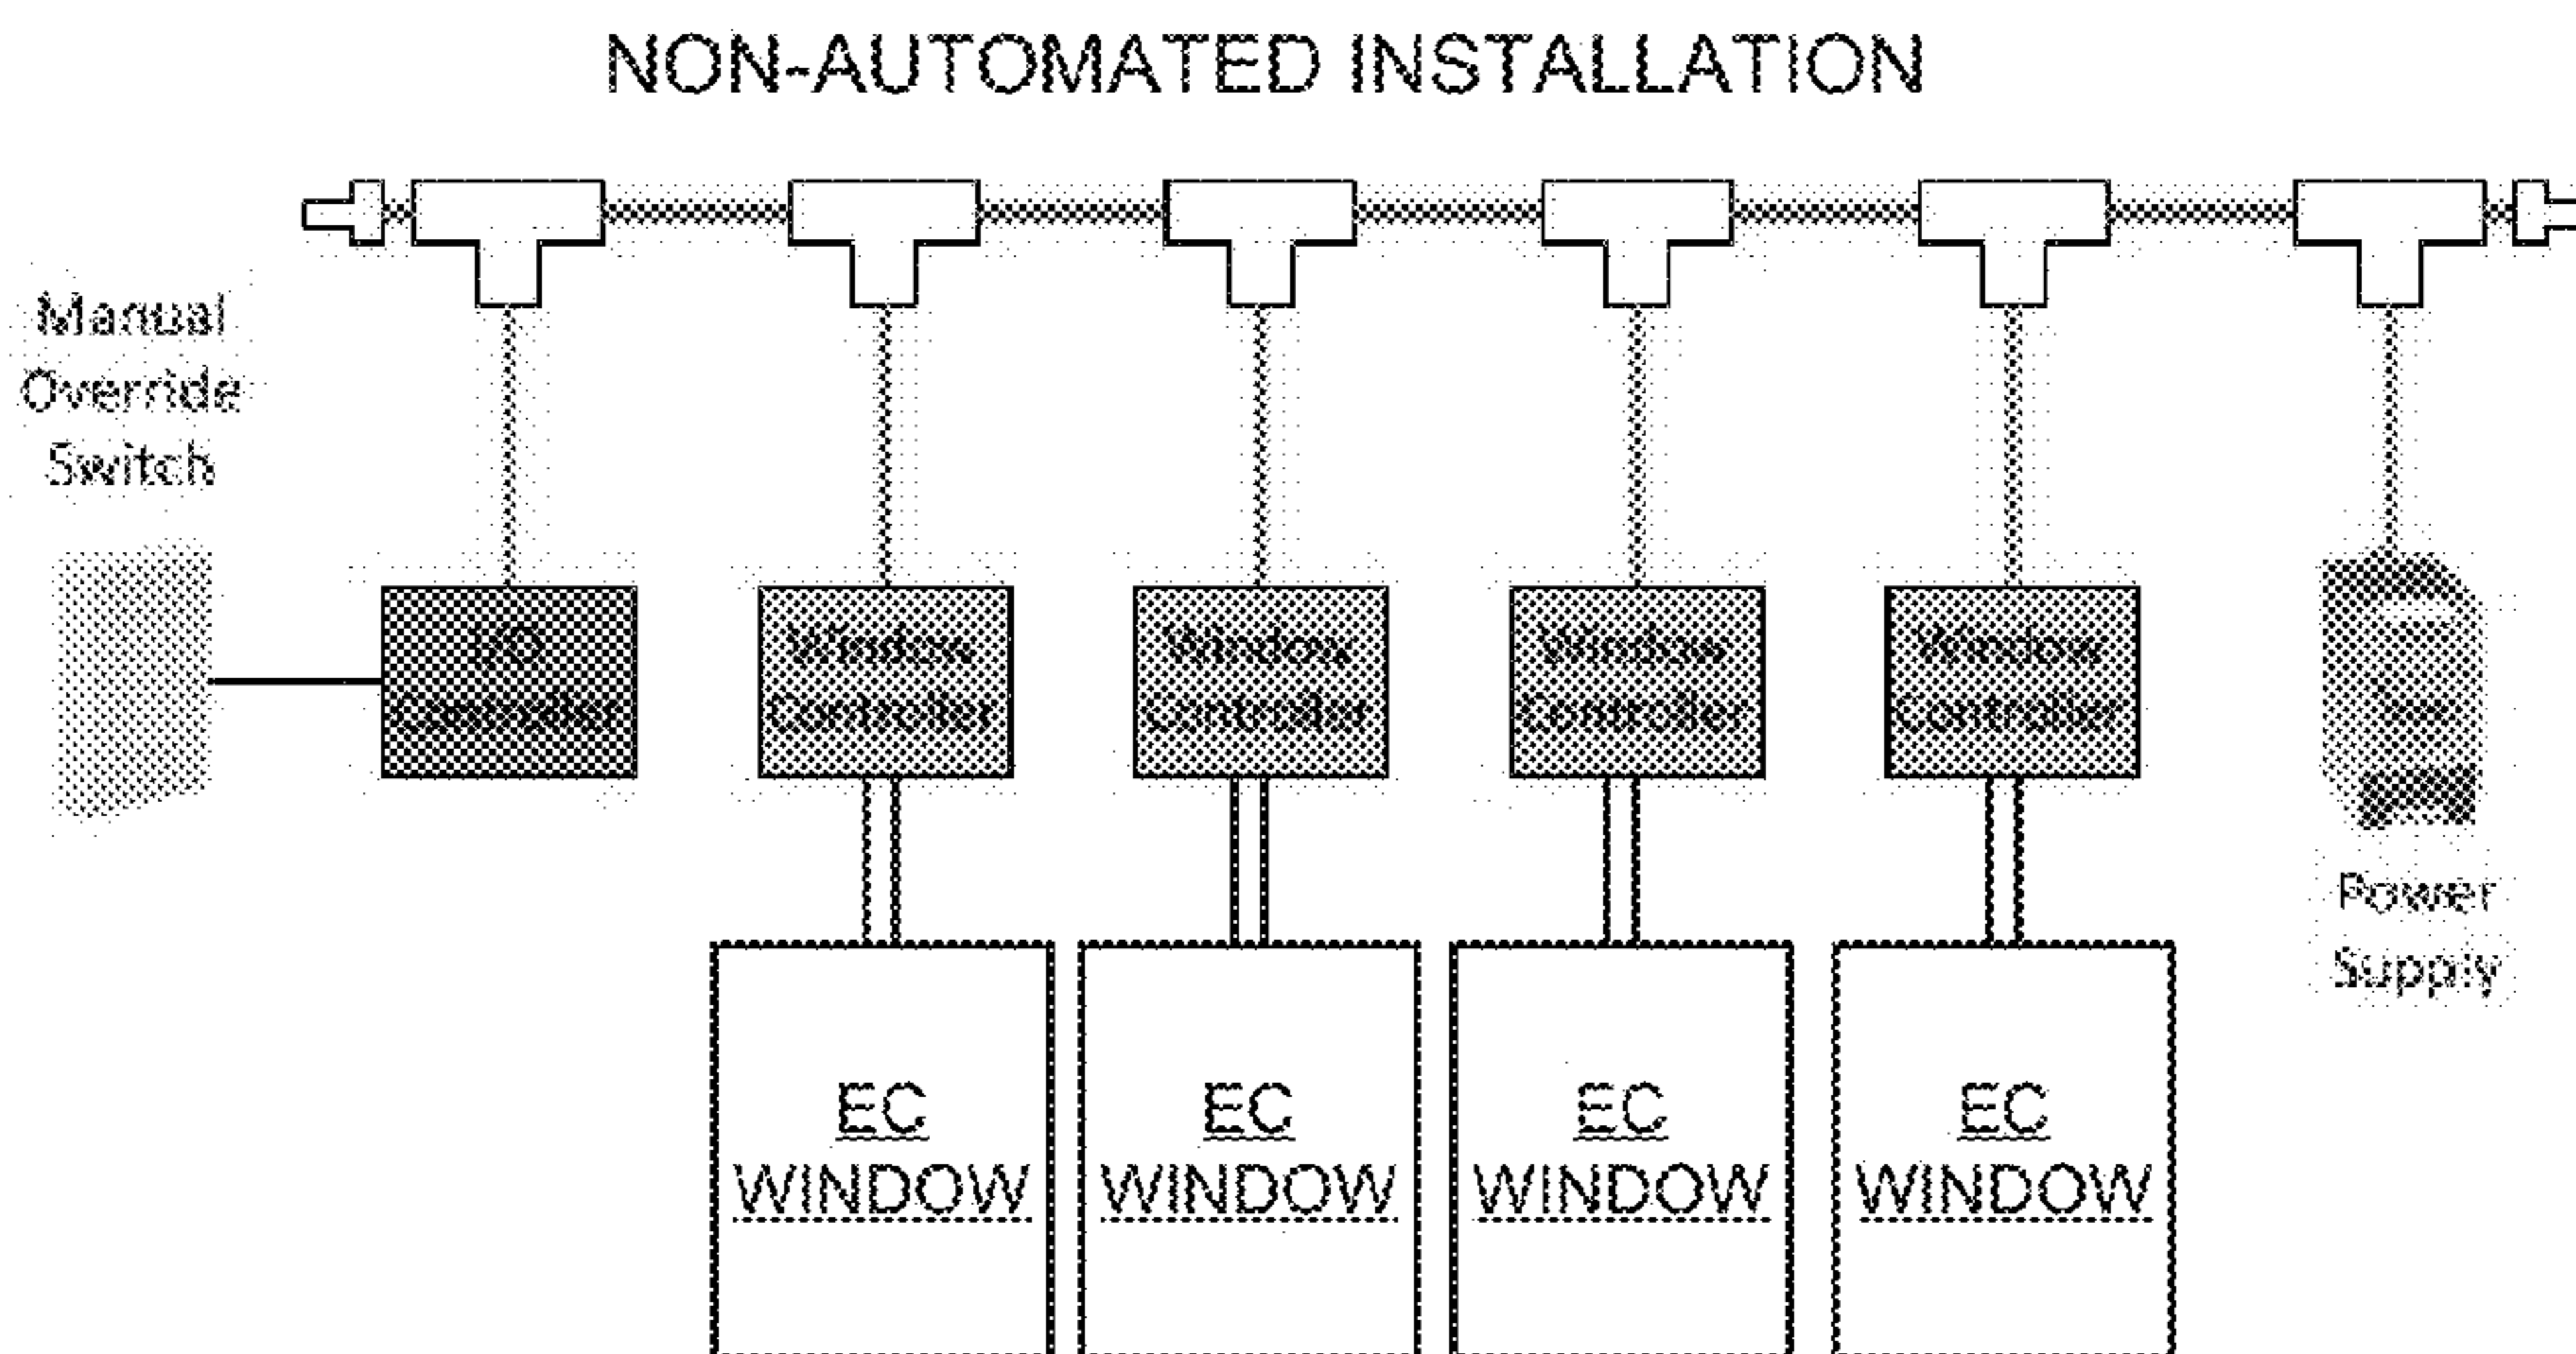 NON-AUTOMATED INSTALLATION
Manual
Override
Switch
I/O
Controller
Window
Controller
Window
Controller
Window
Controller
Window
Controller
Power
Supply
EC
WINDOW
EC
WINDOW
EC
WINDOW
EC
WINDOW